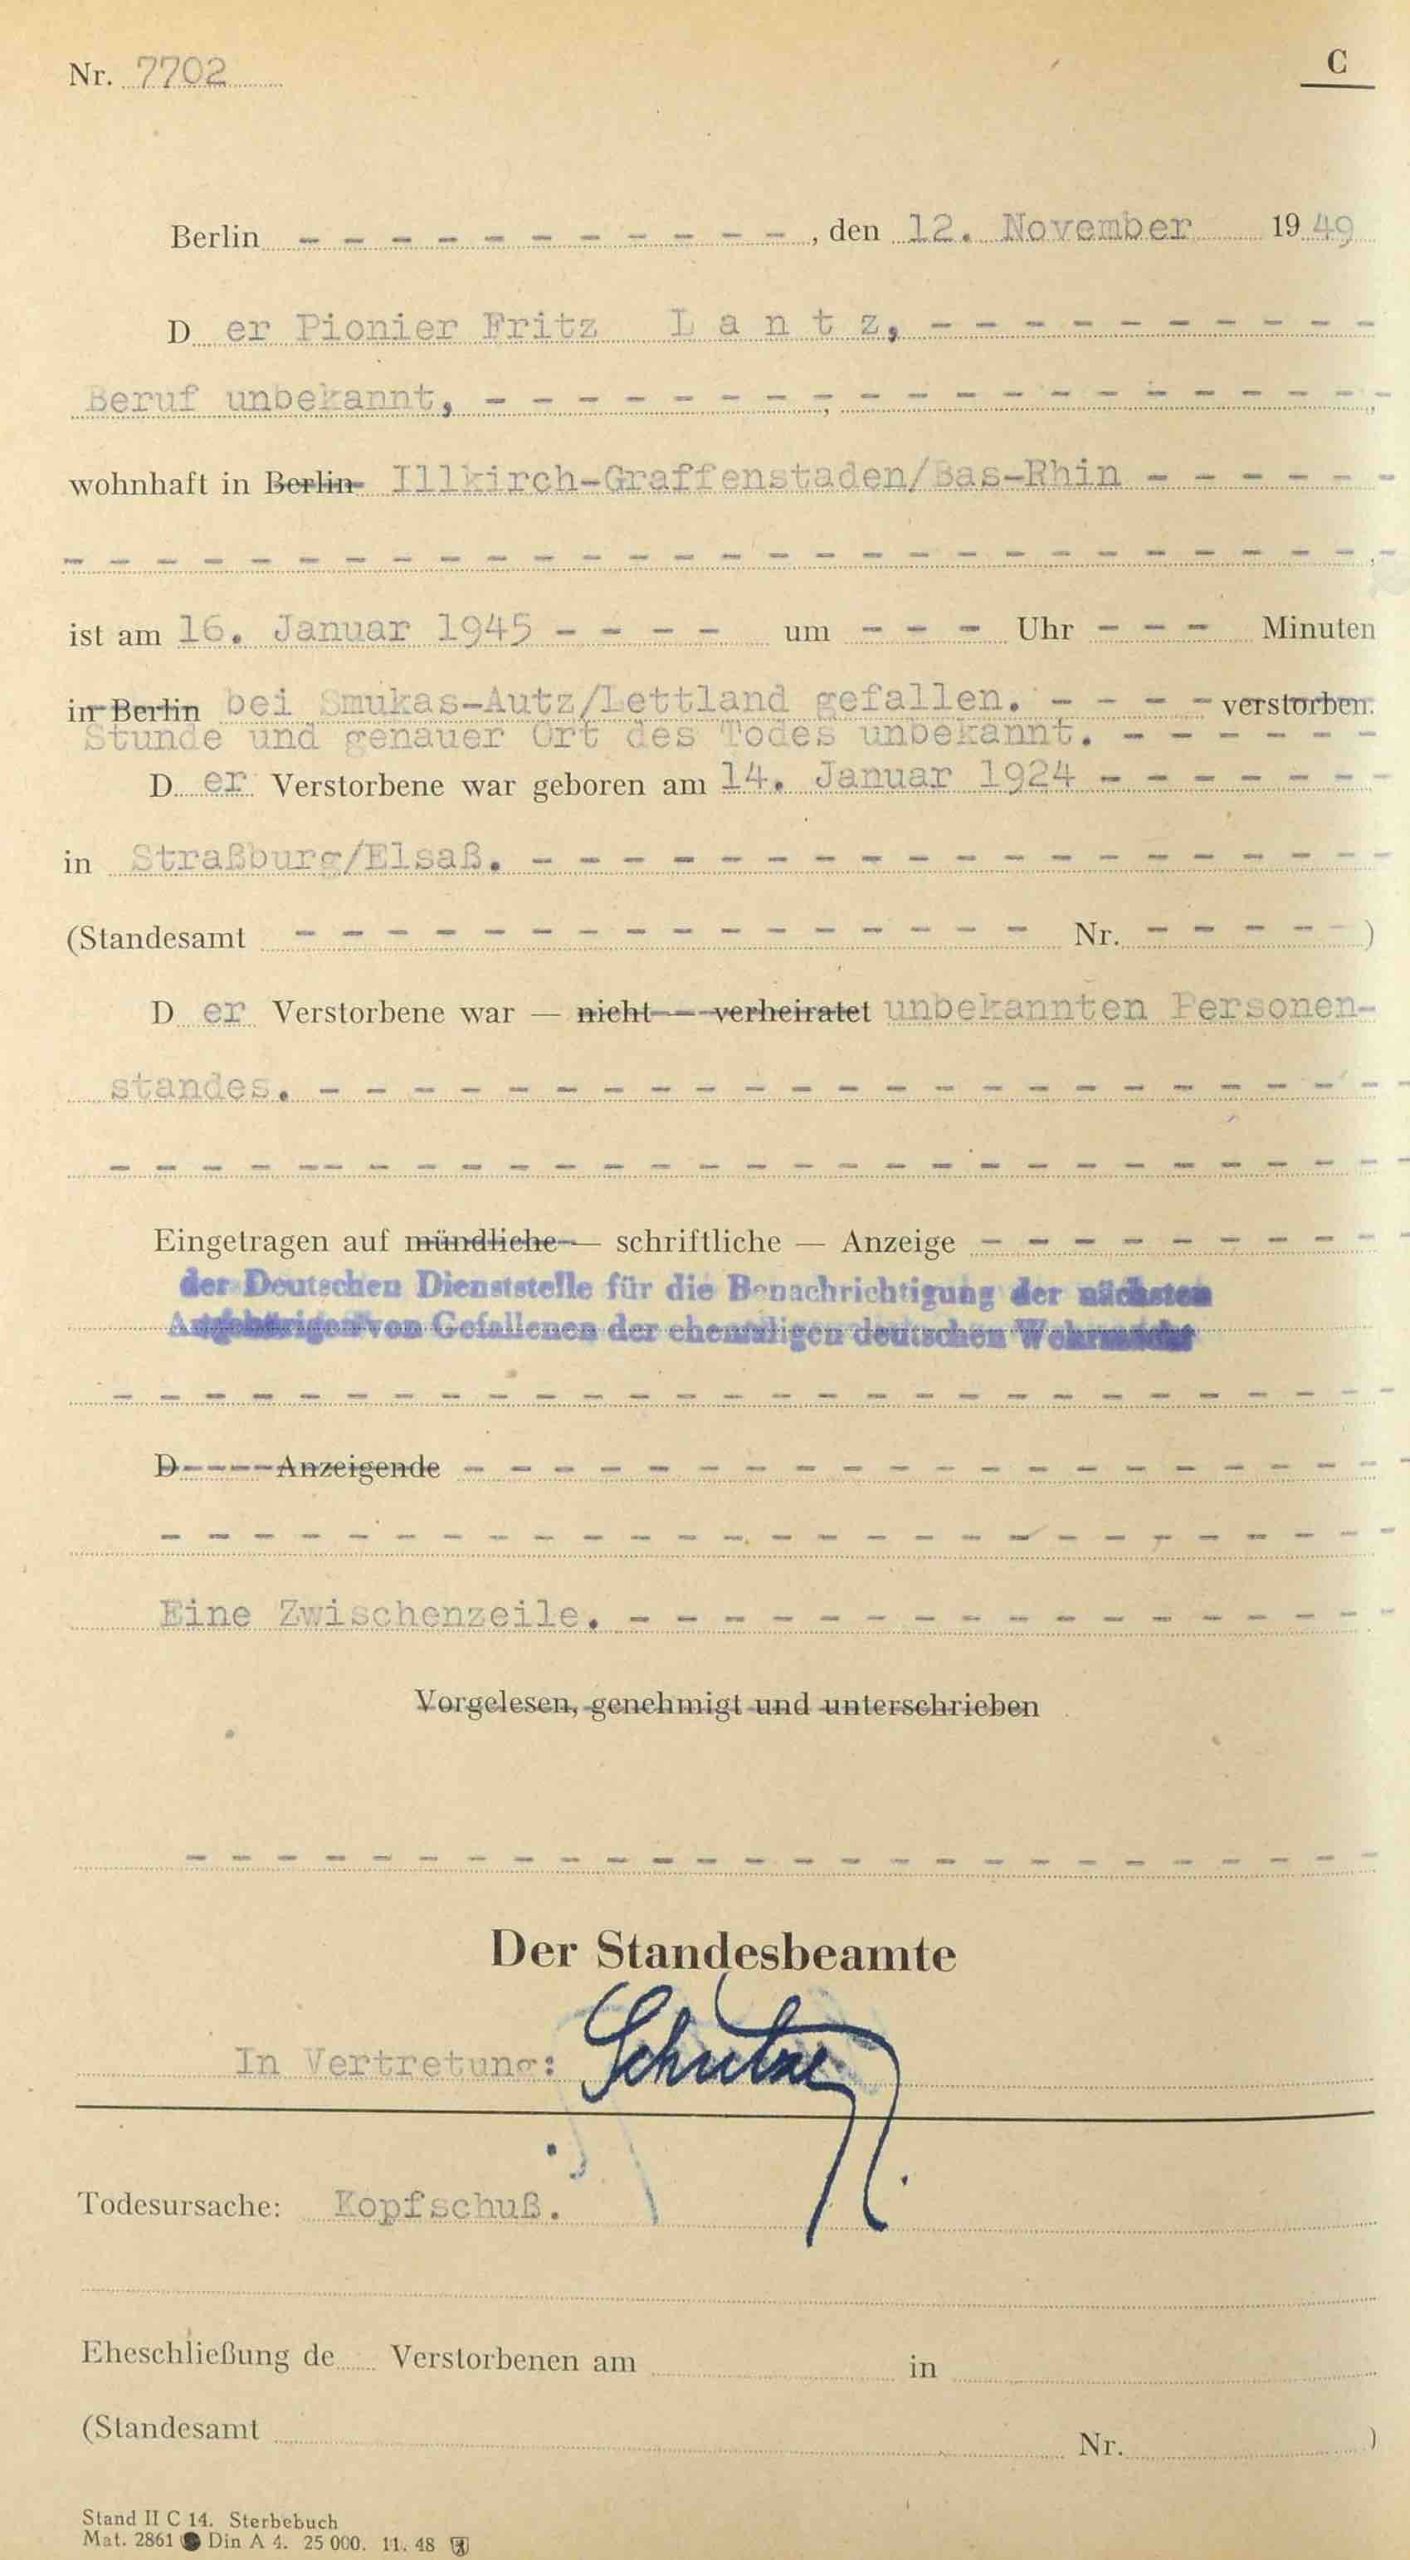 Nr. 7702
C
Berlin - - - - - - - - - - -, den 12. November 1949
Der Pionier Fritz L a n t z, - - - - - - - - - -
Beruf unbekannt, - - - - - - - -, - - - - - - - - - - - -,
wohnhaft in Berlin Illkirch-Graffenstaden/Bas-Rhin - - - - - -
- - - - - - - - - - - - - - - - - - - - - - - - - - - - -,
ist am 16. Januar 1945 - - - - um - - - Uhr - - - Minuten
in Berlin bei Smukas-Autz/Lettland gefallen. - - - - verstorben.
Stunde und genauer Ort des Todes unbekannt. - - - - - -
Der Verstorbene war geboren am 14. Januar 1924 - - - - - - -
in Straßburg/Elsaß. - - - - - - - - - - - - - - - - - - -
(Standesamt - - - - - - - - - - - - - - - - Nr. - - - - -)
Der Verstorbene war — nicht — verheiratet unbekannten Personen-
standes. - - - - - - - - - - - - - - - - - - - - - - - -
- - - - - - - - - - - - - - - - - - - - - - - - - - - -
Eingetragen auf mündliche — schriftliche — Anzeige - - - - - - - - - -
der Deutschen Dienststelle für die Benachrichtigung der nächsten
Angehörigen von Gefallenen der ehemaligen deutschen Wehrmacht
- - - - - - - - - - - - - - - - - - - - - - - - - - - -
D - - - - Anzeigende - - - - - - - - - - - - - - - - - - - - -
- - - - - - - - - - - - - - - - - - - - - - - - - - -
Eine Zwischenzeile. - - - - - - - - - - - - - - - - -
Vorgelesen, genehmigt und unterschrieben
- - - - - - - - - - - - - - - - - - - - - - - - - -
Der Standesbeamte
In Vertretung: Schutze
Todesursache: Kopfschuß.
Eheschließung de Verstorbenen am in
(Standesamt Nr. )
Stand II C 14. Sterbebuch
Mat. 2861 Din A 4. 25 000. 11. 48